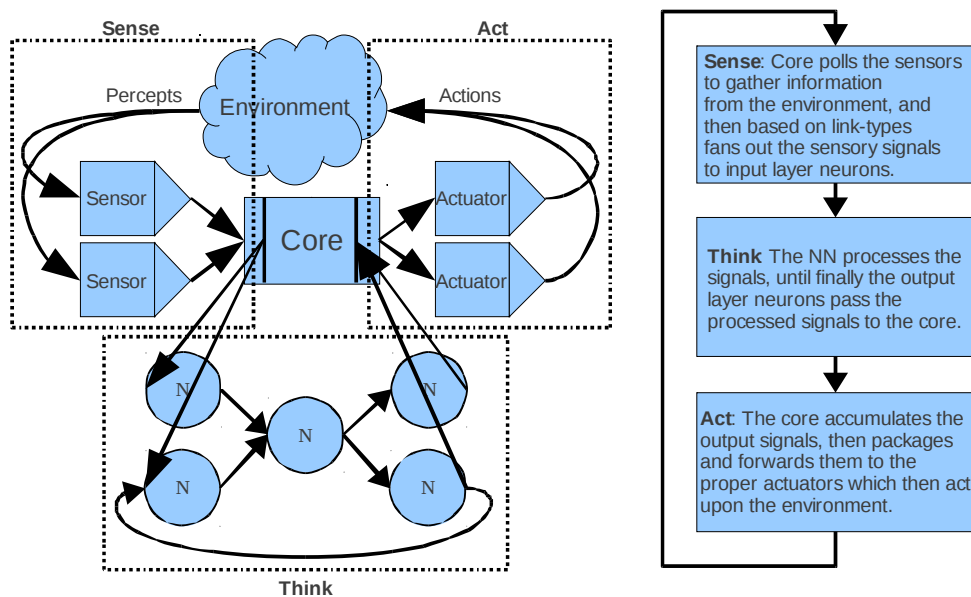 Sense
Act
Percepts
Environment
Actions
Sensor
Actuator
Core
Sensor
Actuator
N
N
N
N
N
Think
Sense: Core polls the sensors
to gather information
from the environment, and
then based on link-types
fans out the sensory signals
to input layer neurons.
Think The NN processes the
signals, until finally the output
layer neurons pass the
processed signals to the core.
Act: The core accumulates the
output signals, then packages
and forwards them to the
proper actuators which then act
upon the environment.